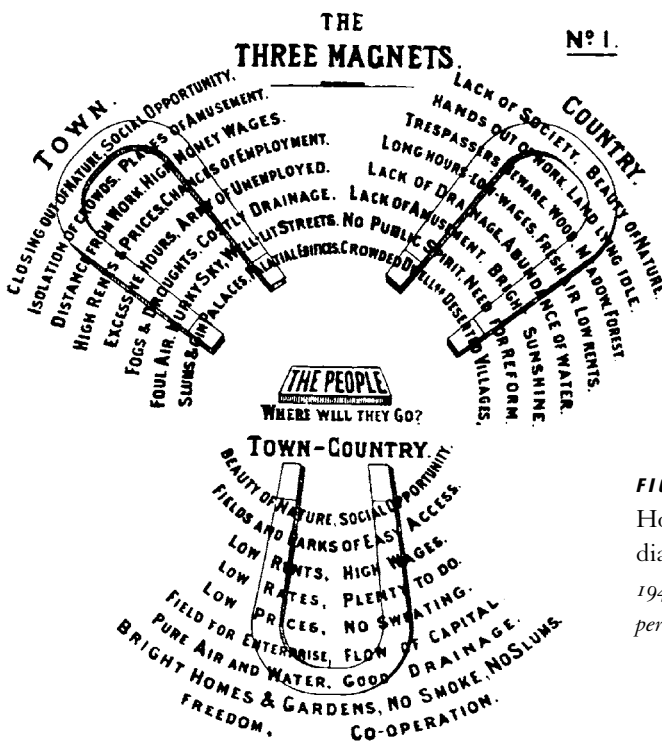 THE
THREE MAGNETS.
Nº 1.
TOWN.
CLOSING OUT OF NATURE. SOCIAL OPPORTUNITY.
ISOLATION OF CROWDS. PLACES OF AMUSEMENT.
DISTANCE FROM WORK. HIGH MONEY WAGES.
HIGH RENTS & PRICES. CHANCES OF EMPLOYMENT.
EXCESSIVE HOURS. ARMY OF UNEMPLOYED.
FOGS & DROUGHTS. COSTLY DRAINAGE.
FOUL AIR. MURKY SKY. WELL-LIT STREETS.
SLUMS & GIN PALACES. PALATIAL EDIFICES.
COUNTRY.
LACK OF SOCIETY. BEAUTY OF NATURE.
HANDS OUT OF WORK. LAND LYING IDLE.
TRESPASSERS BEWARE. WOOD, MEADOW, FOREST.
LONG HOURS-LOW WAGES. FRESH AIR LOW RENTS.
LACK OF DRAINAGE. ABUNDANCE OF WATER.
LACK OF AMUSEMENT. BRIGHT SUNSHINE.
NO PUBLIC SPIRIT. NEED FOR REFORM.
CROWDED DWELLGS DESERTED VILLAGES,
THE PEOPLE
WHERE WILL THEY GO?
TOWN-COUNTRY.
BEAUTY OF NATURE. SOCIAL OPPORTUNITY.
FIELDS AND PARKS OF EASY ACCESS.
LOW RENTS, HIGH WAGES.
LOW RATES, PLENTY TO DO.
LOW PRICES, NO SWEATING.
FIELD FOR ENTERPRISE, FLOW OF CAPITAL.
PURE AIR AND WATER, GOOD DRAINAGE.
BRIGHT HOMES & GARDENS, NO SMOKE, NO SLUMS.
FREEDOM, CO-OPERATION.